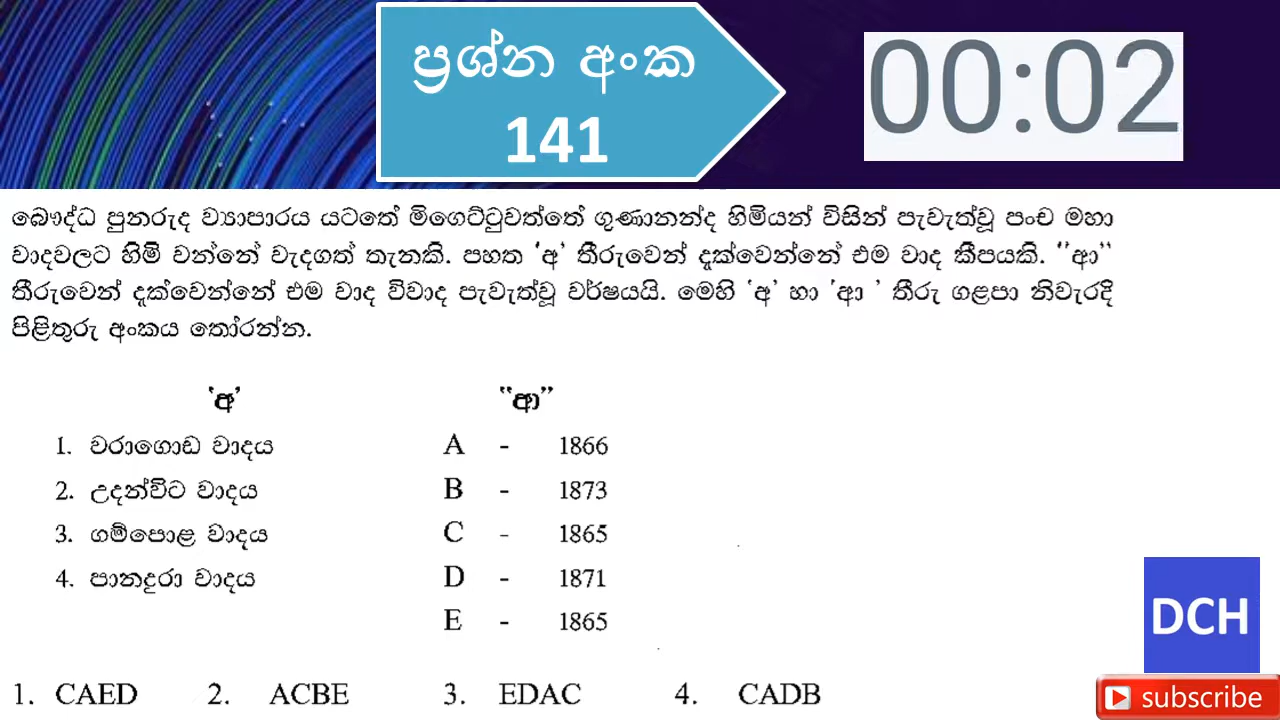 ප්‍රශ්න අංක
141
00:02
බෞද්ධ පුනරුද ව්‍යාපාරය යටතේ මිගෙට්ටුවත්තේ ගුණානන්ද හිමියන් විසින් පැවැත්වූ පංච මහා
වාදවලට හිමි වන්නේ වැදගත් තැනකි. පහත 'අ' තීරුවෙන් දැක්වෙන්නේ එම වාද කීපයකි. "ආ"
තීරුවෙන් දැක්වෙන්නේ එම වාද විවාද පැවැත්වූ වර්ෂයයි. මෙහි 'අ' හා 'ආ ' තීරු ගළපා නිවැරදි
පිළිතුරු අංකය තෝරන්න.
'අ' "ආ"
1. වරාගොඩ වාදය A - 1866
2. උදන්විට වාදය B - 1873
3. ගම්පොළ වාදය C - 1865
4. පානදුරා වාදය D - 1871
E - 1865
1. CAED 2. ACBE 3. EDAC 4. CADB
DCH
subscribe